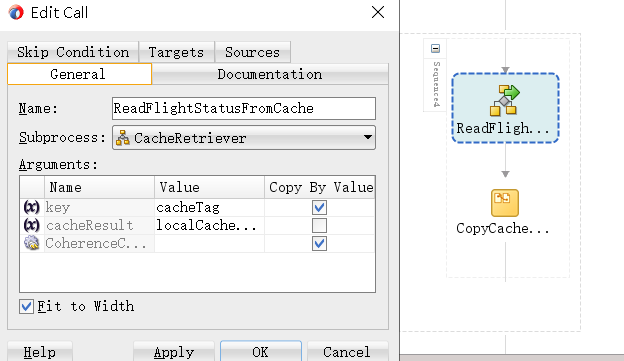 Edit Call
Skip Condition Targets Sources
General Documentation
Name: ReadFlightStatusFromCache
Subprocess: CacheRetriever
Arguments:
Name Value Copy By Value
(x) key cacheTag
(x) cacheResult localCache...
CoherenceC...
Fit to Width
Help Apply OK Cancel
Sequence4
ReadFligh...
CopyCache...